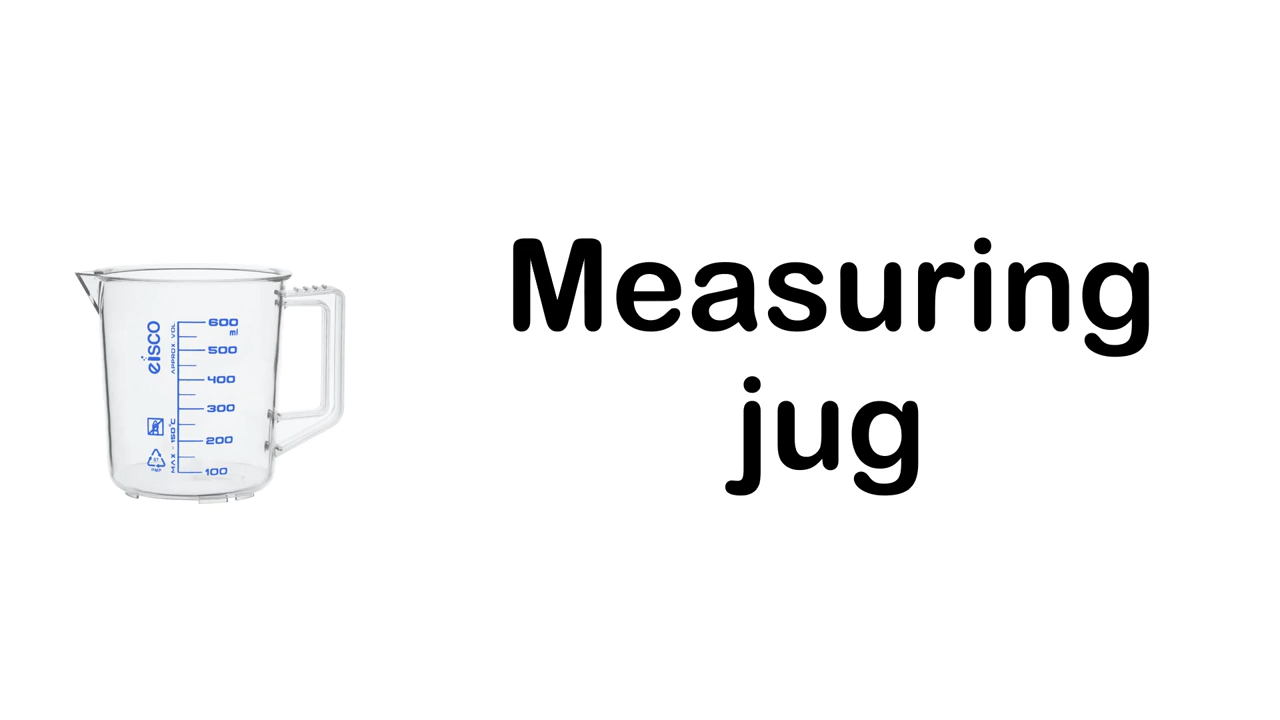 Measuring
jug
eisco
APPROX VOL
MAX - 150°C
600
ml
500
400
300
200
100